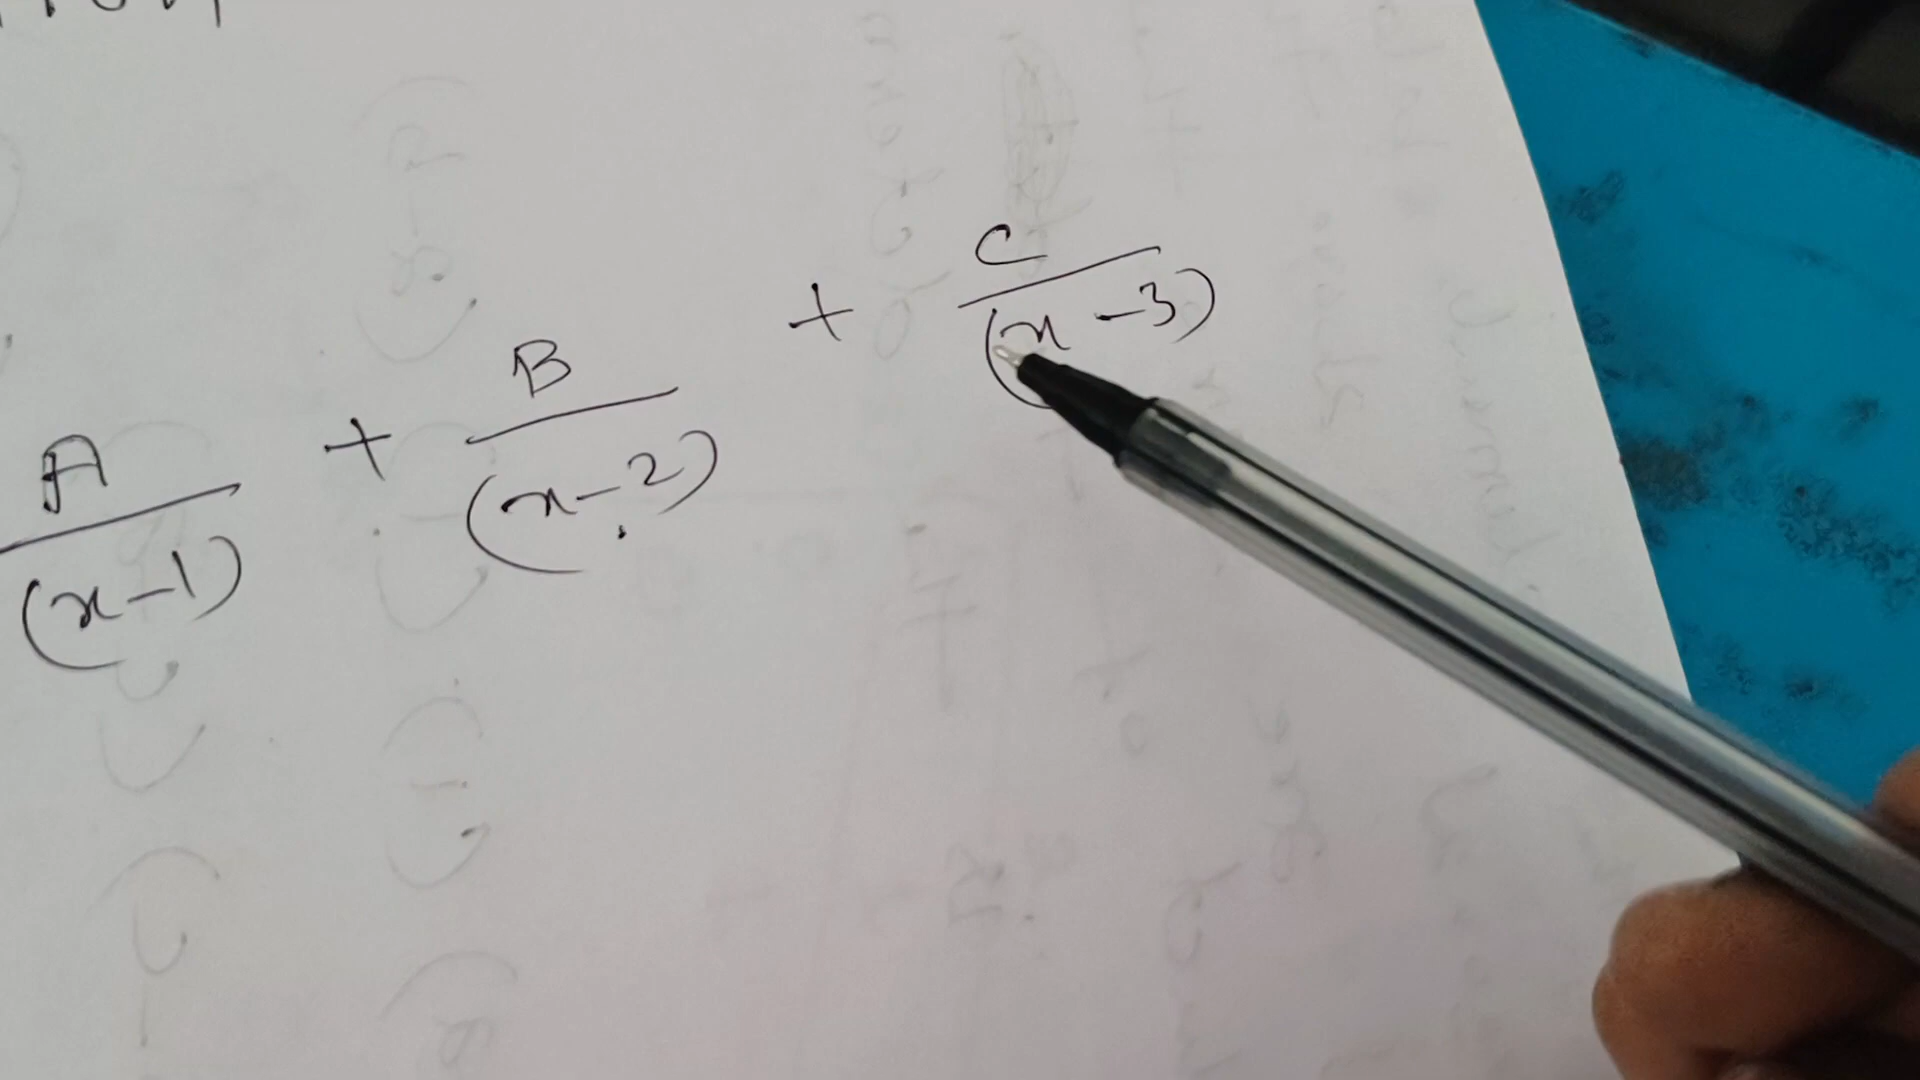 A/(x-1) + B/(x-2) + C/(x-3)